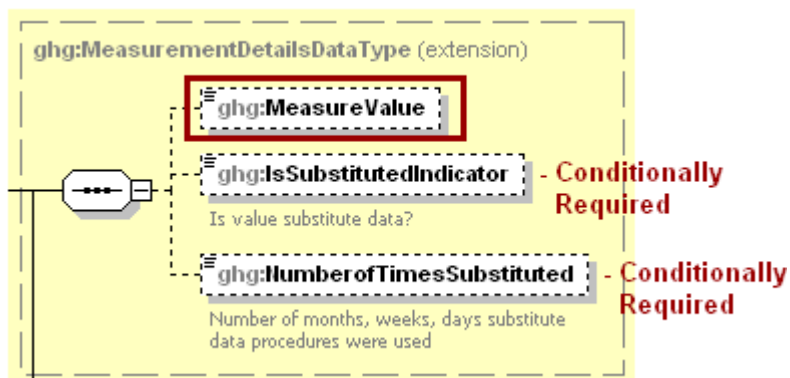 ghg:MeasurementDetailsDataType (extension)
ghg:MeasureValue
ghg:IsSubstitutedIndicator
- Conditionally
Required
Is value substitute data?
ghg:NumberofTimesSubstituted
- Conditionally
Required
Number of months, weeks, days substitute
data procedures were used